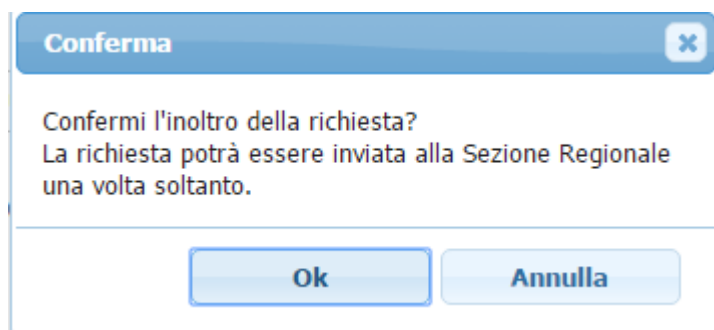 Conferma
Confermi l'inoltro della richiesta?
La richiesta potrà essere inviata alla Sezione Regionale
una volta soltanto.
Ok
Annulla